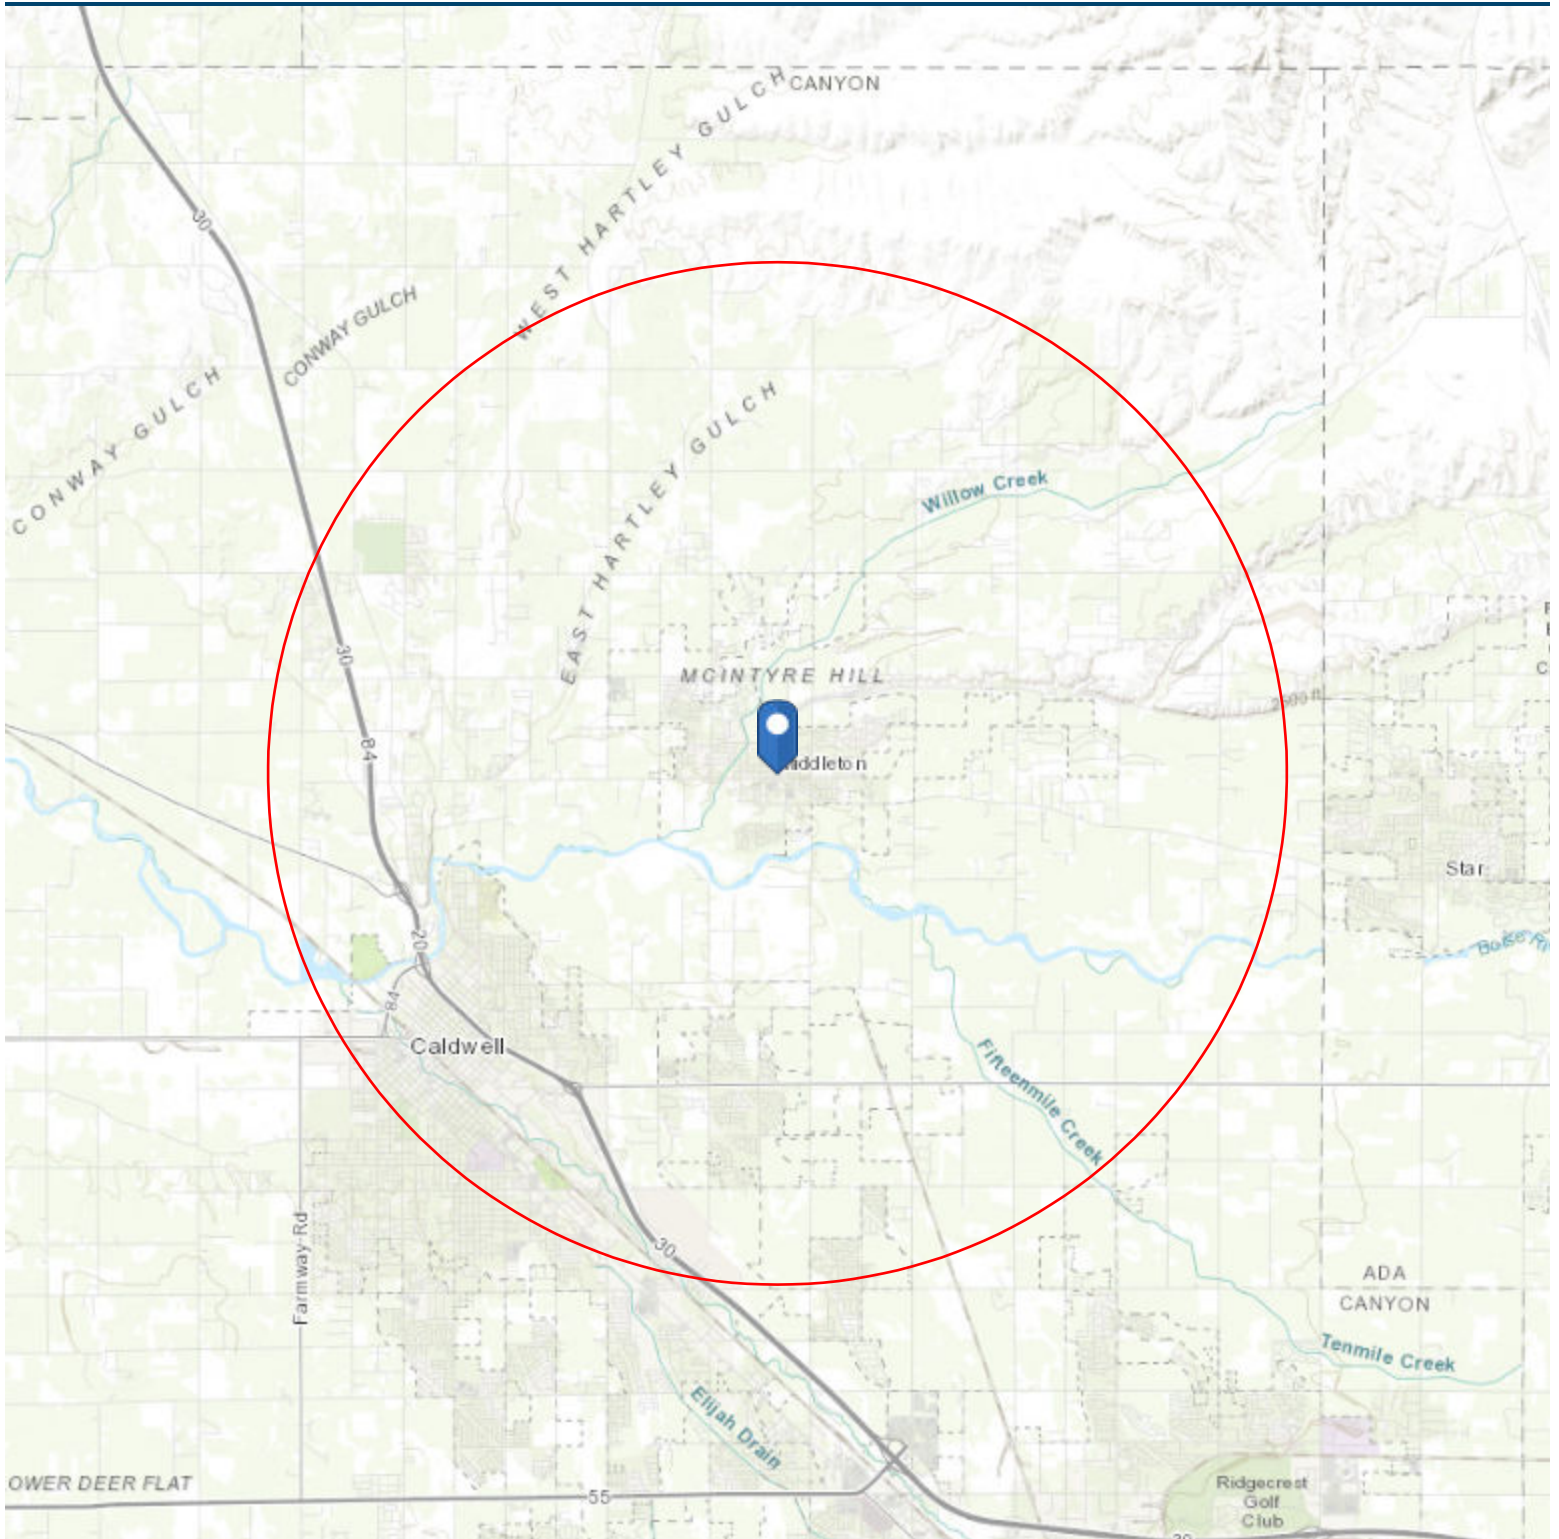 CANYON
WEST HARTLEY GULCH
30
CONWAY GULCH
CONWAY GULCH
EAST HARTLEY GULCH
Willow Creek
30
MCINTYRE HILL
84
iddleton
Star
20
84
Caldwell
Fifteenmile Creek
Farmway Rd
30
ADA
CANYON
Tenmile Creek
Elijah Drain
OWER DEER FLAT
55
Ridgecrest
Golf
Club